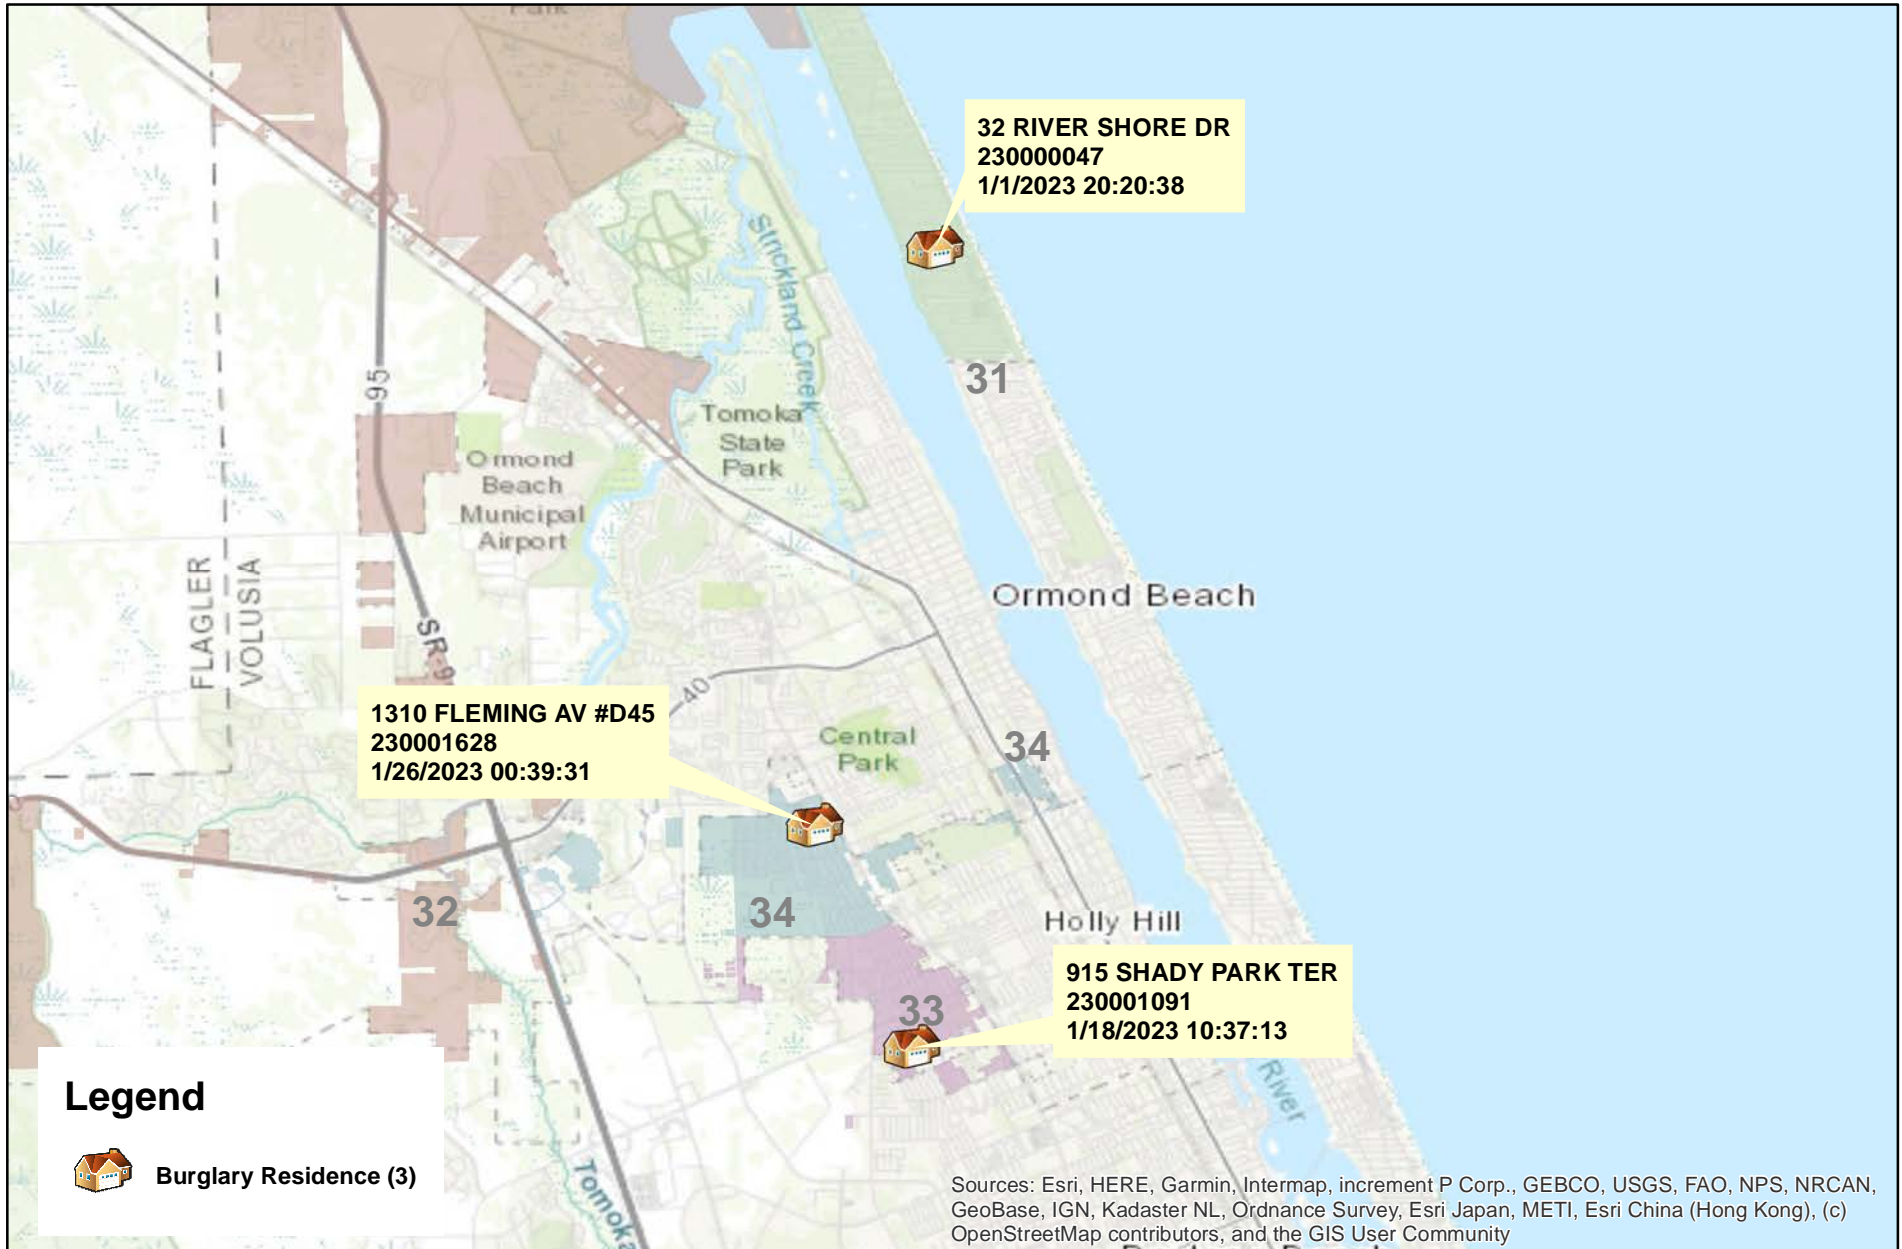 Park
32 RIVER SHORE DR
230000047
1/1/2023 20:20:38
Strickland Creek
31
95
Tomoka
State
Park
Ormond
Beach
Municipal
Airport
FLAGLER
VOLUSIA
Ormond Beach
SR 9
40
1310 FLEMING AV #D45
230001628
1/26/2023 00:39:31
Central
Park
34
32
34
Holly Hill
915 SHADY PARK TER
230001091
1/18/2023 10:37:13
33
River
Legend
Burglary Residence (3)
Tomoka
Sources: Esri, HERE, Garmin, Intermap, increment P Corp., GEBCO, USGS, FAO, NPS, NRCAN,
GeoBase, IGN, Kadaster NL, Ordnance Survey, Esri Japan, METI, Esri China (Hong Kong), (c)
OpenStreetMap contributors, and the GIS User Community